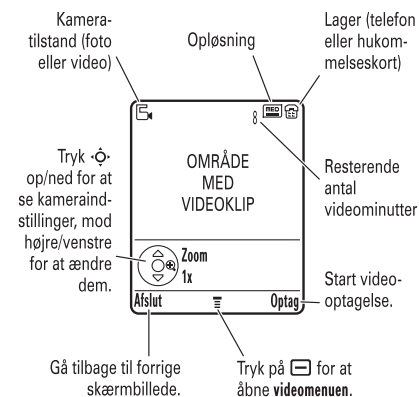 Kamera-
tilstand (foto
eller video)
Opløsning
Lager (telefon
eller hukom-
melseskort)
MED
8
OMRÅDE
MED
VIDEOKLIP
Tryk
op/ned for at
se kameraind-
stillinger, mod
højre/venstre
for at ændre
dem.
Resterende
antal
videominutter
Zoom
1x
Afslut
Optag
Start video-
optagelse.
Gå tilbage til forrige
skærmbillede.
Tryk på for at
åbne videomenuen.